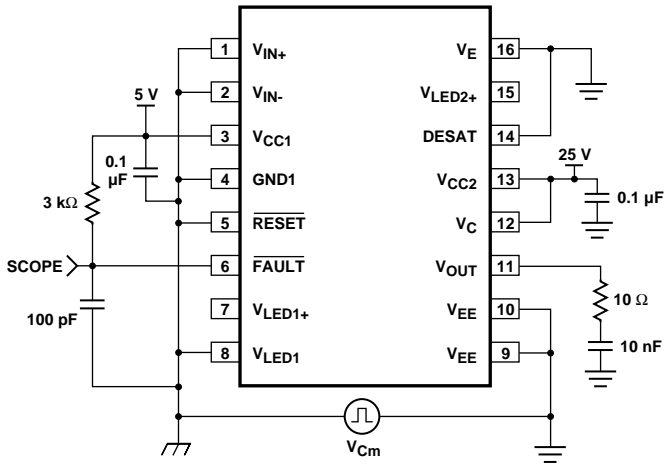 1 V_IN+
2 V_IN-
3 V_CC1
4 GND1
5 RESET
6 FAULT
7 V_LED1+
8 V_LED1
V_E 16
V_LED2+ 15
DESAT 14
V_CC2 13
V_C 12
V_OUT 11
V_EE 10
V_EE 9
5 V
0.1
µF
3 kΩ
SCOPE
100 pF
25 V
0.1 µF
10 Ω
10 nF
V_Cm